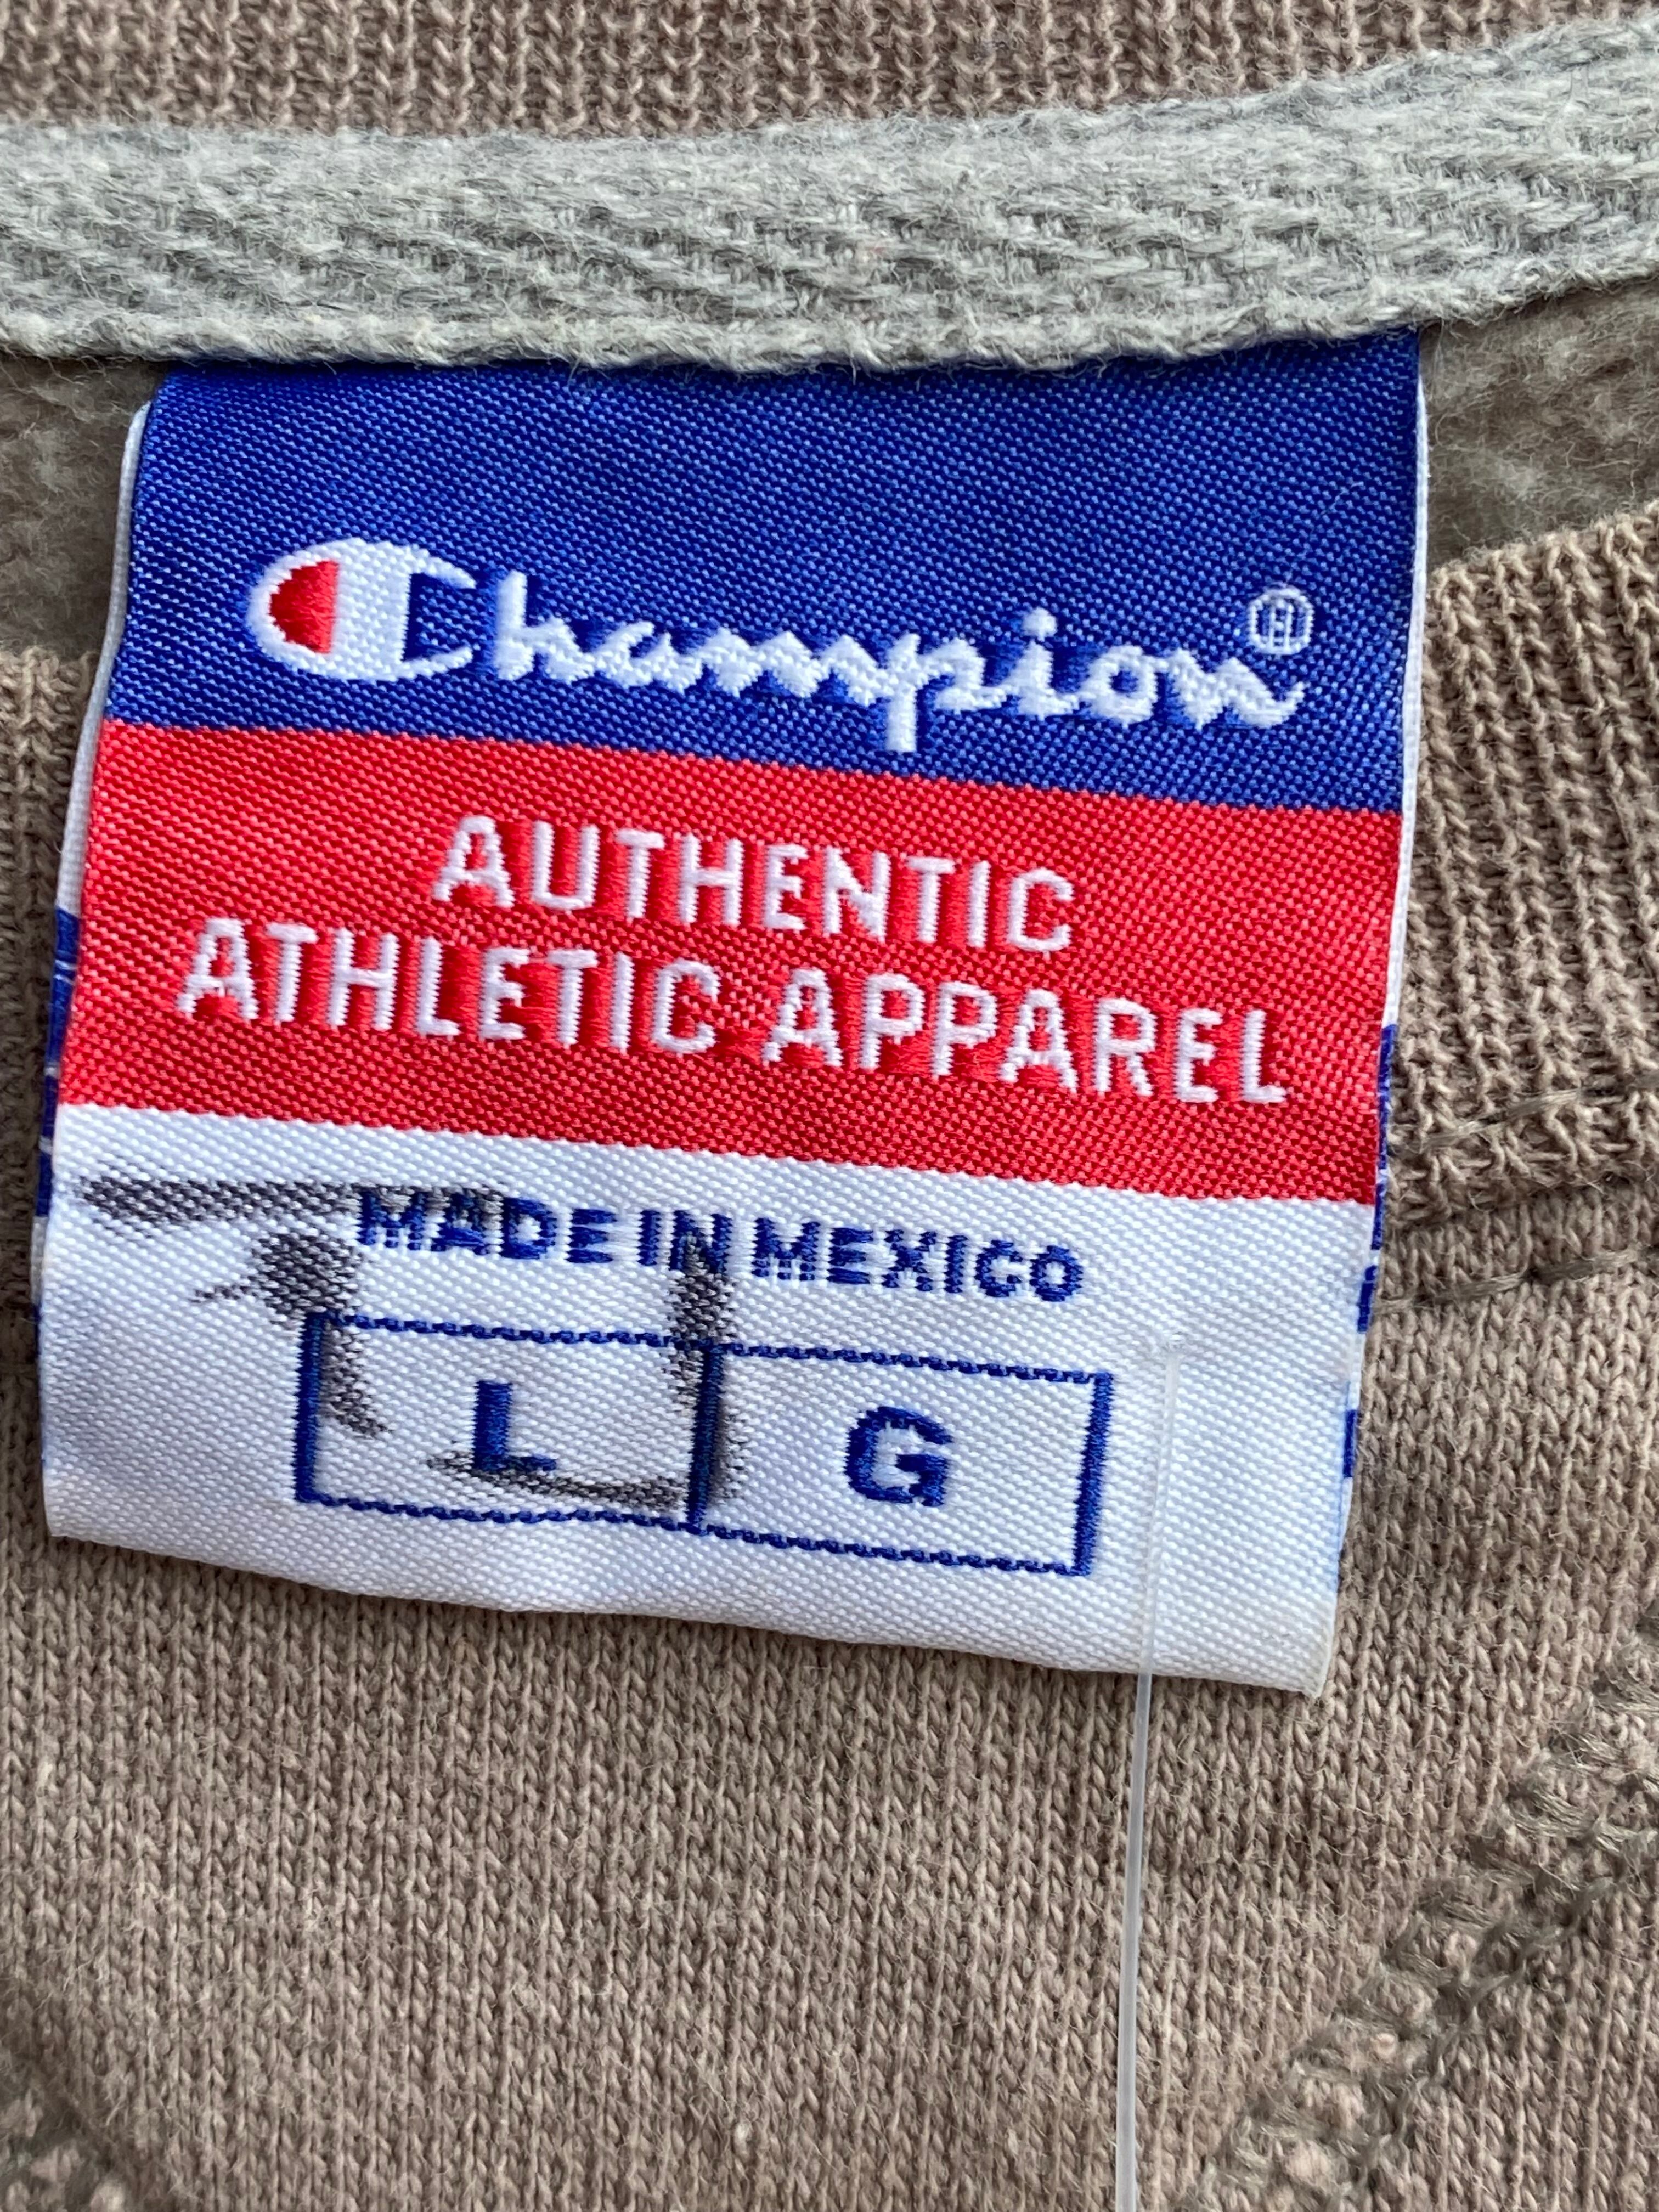 Champion®
AUTHENTIC
ATHLETIC APPAREL
MADE IN MEXICO
L G